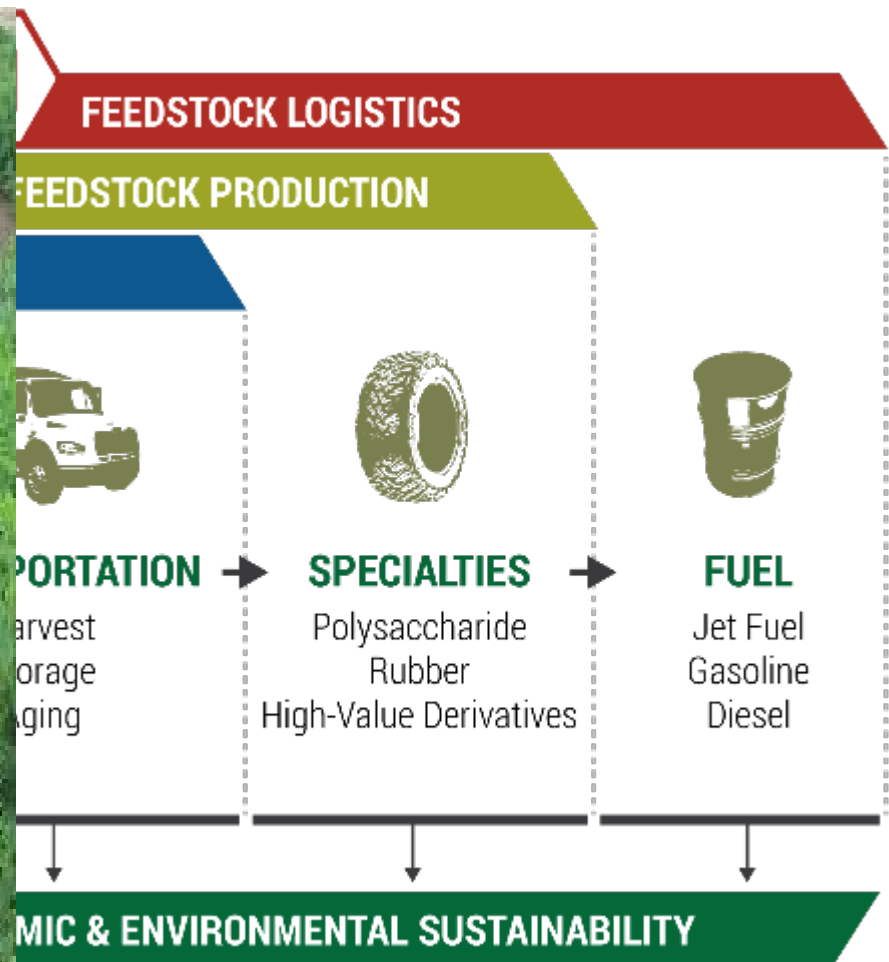 FEEDSTOCK LOGISTICS
FEEDSTOCK PRODUCTION
PORTATION
SPECIALTIES
FUEL
arvest
orage
ging
Polysaccharide
Rubber
High-Value Derivatives
Jet Fuel
Gasoline
Diesel
MIC & ENVIRONMENTAL SUSTAINABILITY